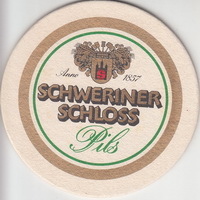 Anno 1857
SCHWERINER
SCHLOSS
Pils